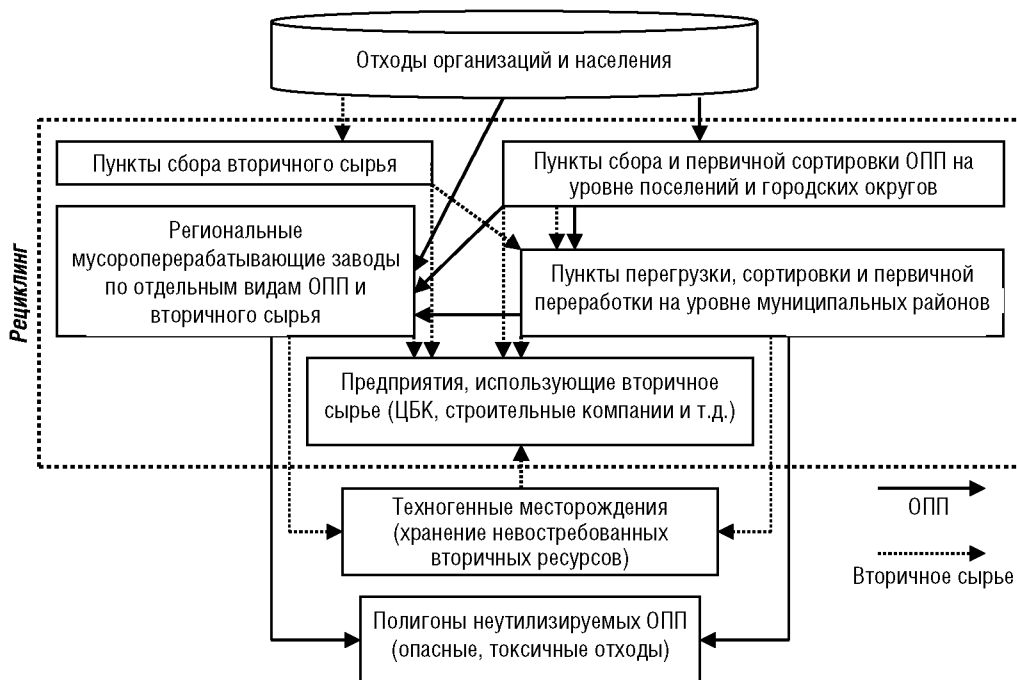 Отходы организаций и населения
Пункты сбора вторичного сырья
Пункты сбора и первичной сортировки ОПП на
уровне поселений и городских округов
Рециклинг
Региональные
мусороперерабатывающие заводы
по отдельным видам ОПП и
вторичного сырья
Пункты перегрузки, сортировки и первичной
переработки на уровне муниципальных районов
Предприятия, использующие вторичное
сырье (ЦБК, строительные компании и т.д.)
Техногенные месторождения
(хранение невостребованных
вторичных ресурсов)
ОПП
Вторичное сырье
Полигоны неутилизируемых ОПП
(опасные, токсичные отходы)